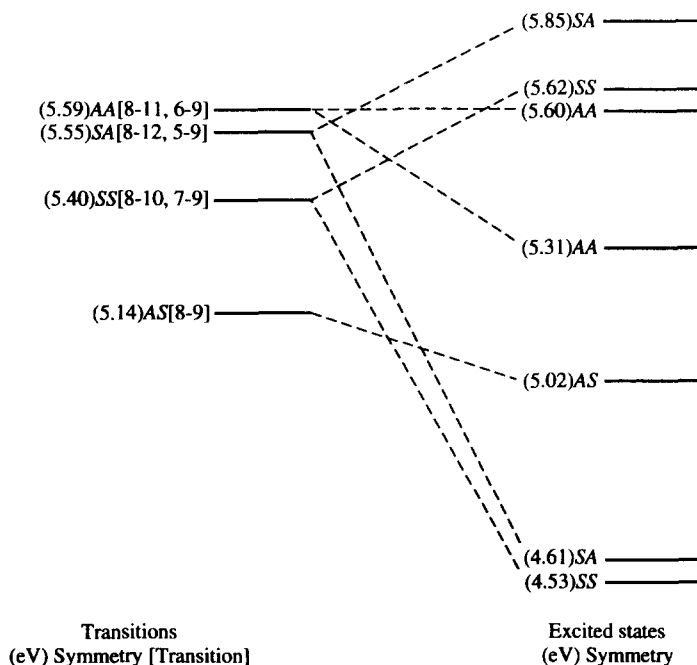 (5.85)SA
(5.62)SS
(5.59)AA[8-11, 6-9]
(5.60)AA
(5.55)SA[8-12, 5-9]
(5.40)SS[8-10, 7-9]
(5.31)AA
(5.14)AS[8-9]
(5.02)AS
(4.61)SA
(4.53)SS
Transitions
(eV) Symmetry [Transition]
Excited states
(eV) Symmetry